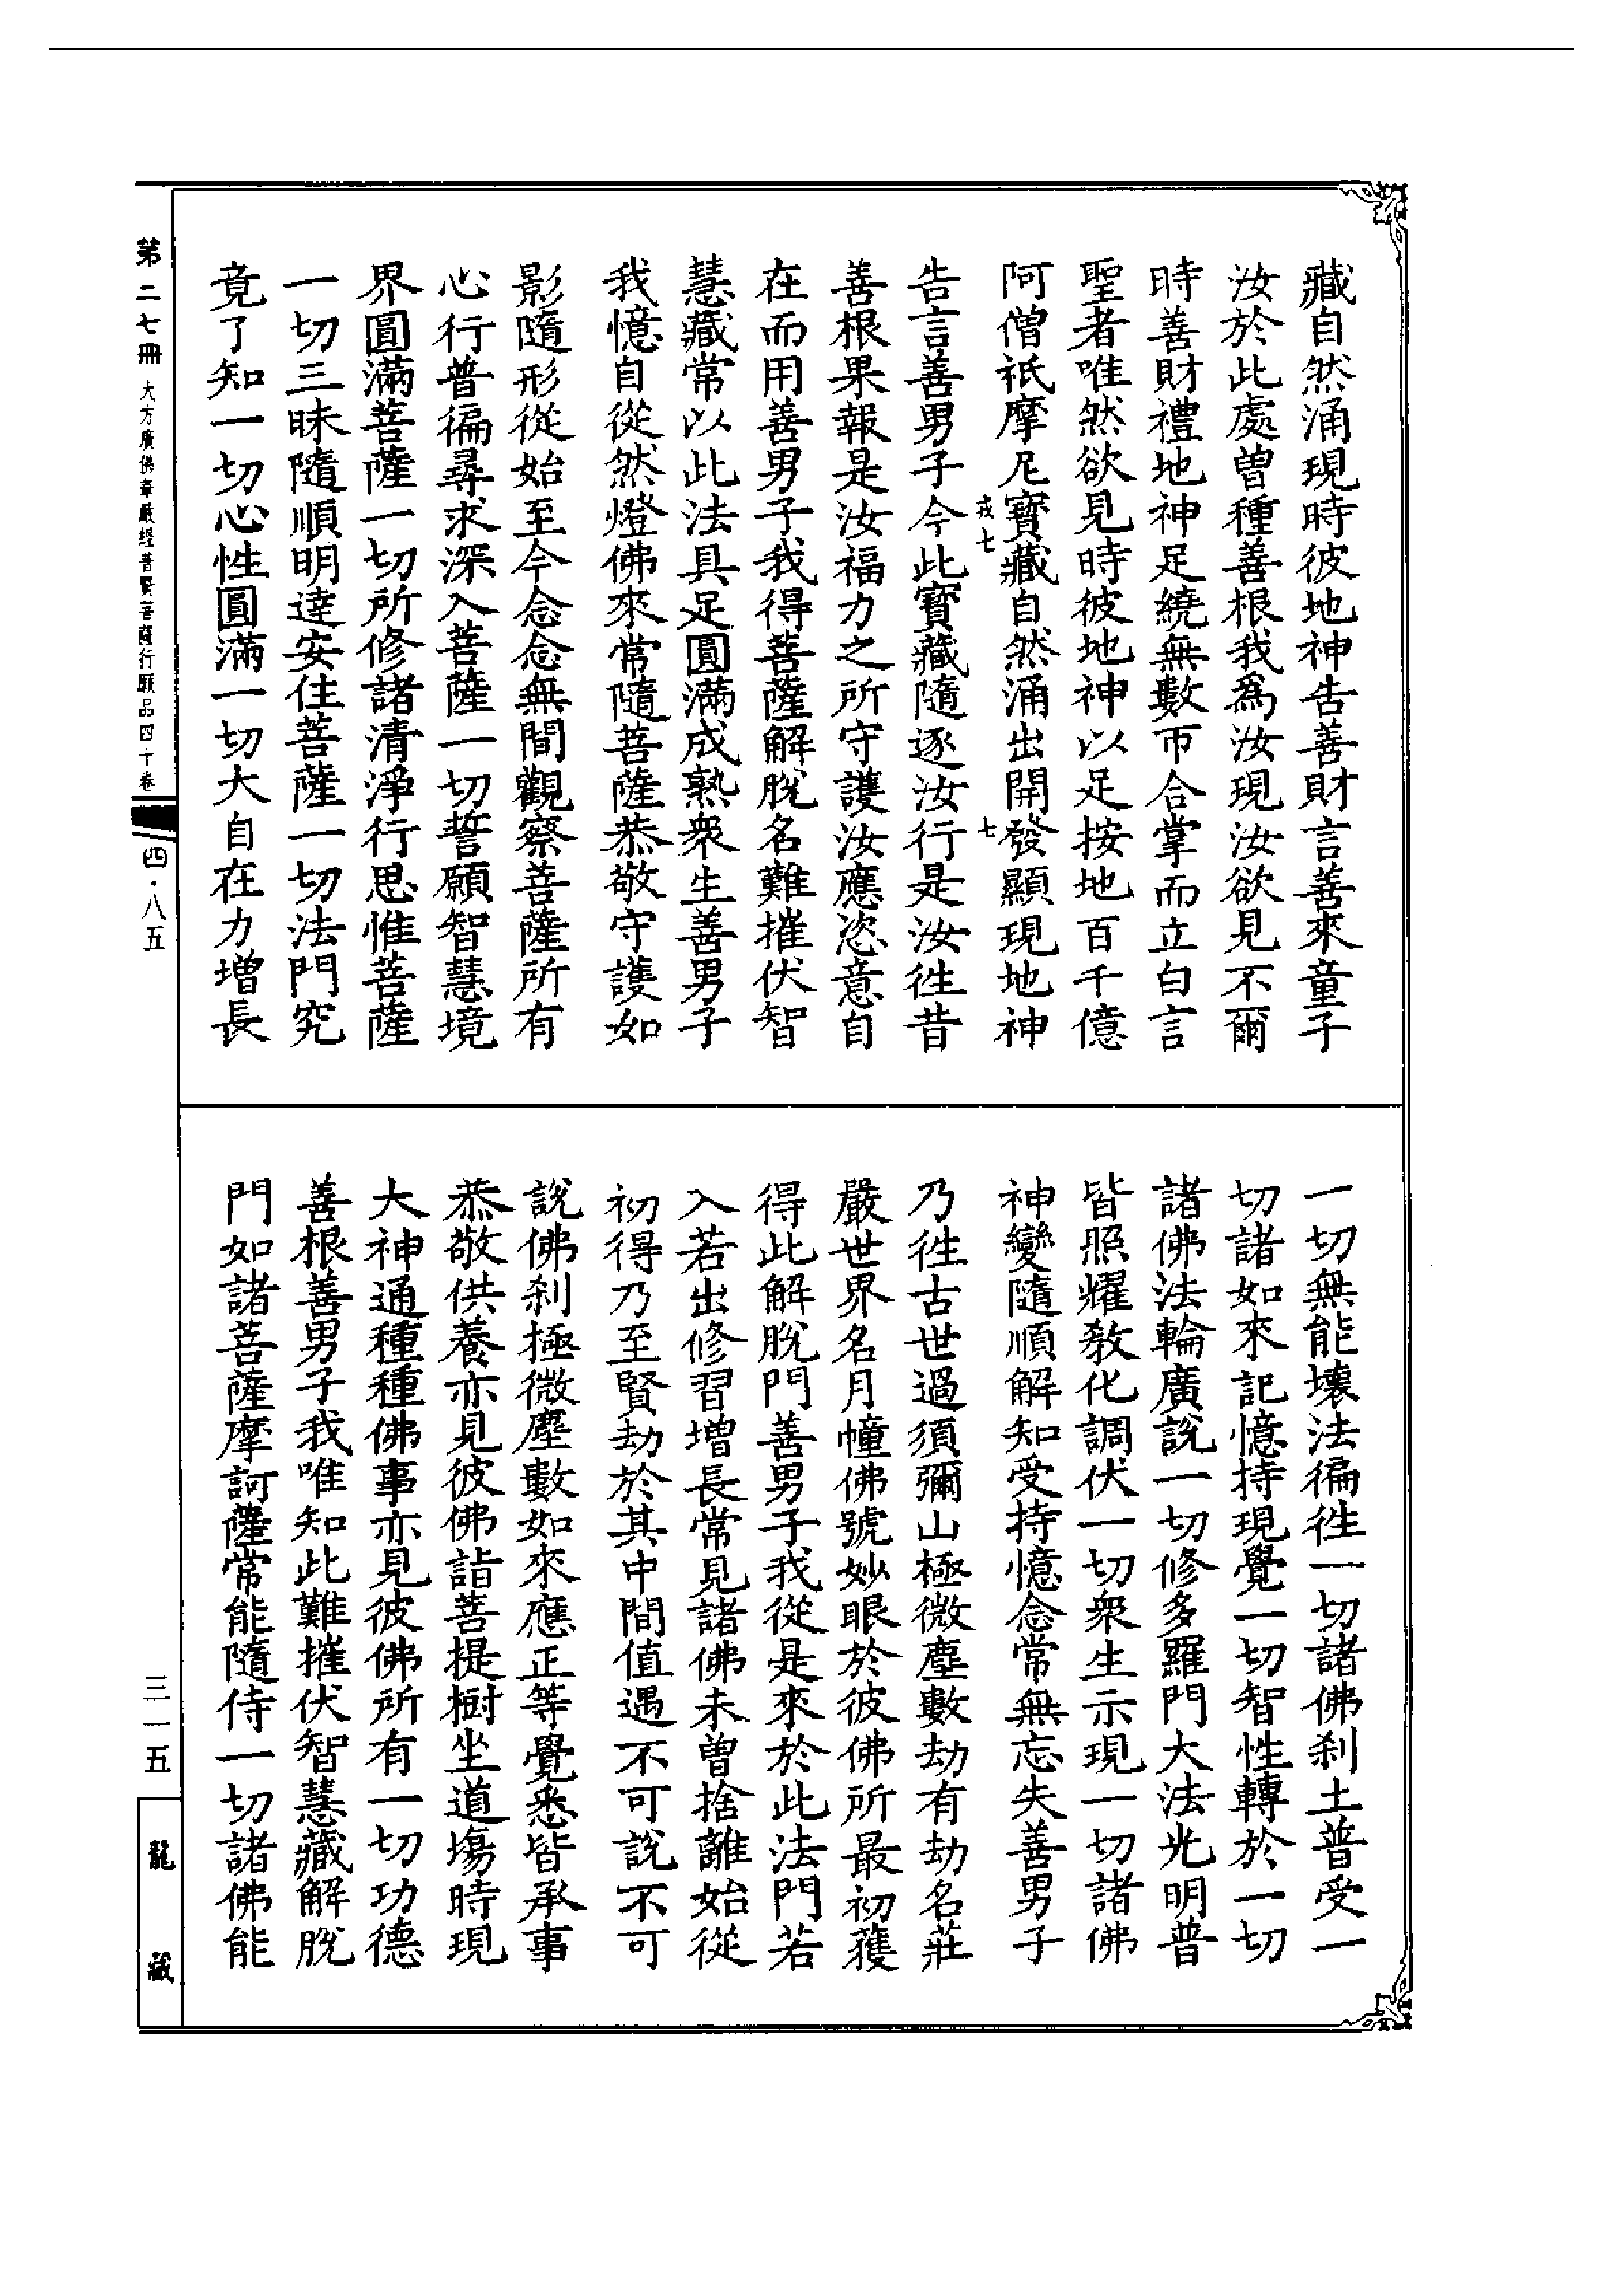 藏自然涌現時彼地神告善財言善來童子
汝於此處曾種善根我為汝現汝欲見不爾
時善財禮地神足繞無數帀合掌而立白言
聖者唯然欲見時彼地神以足按地百千億
阿僧祇摩尼寶藏自然涌出開發顯現地神
戎七 七
告言善男子今此寶藏隨逐汝行是汝徃昔
善根果報是汝福力之所守護汝應恣意自
在而用善男子我得菩薩解脫名難摧伏智
慧藏常以此法具足圓滿成熟衆生善男子
我憶自從然燈佛來常隨菩薩恭敬守護如
影隨形從始至今念念無間觀察菩薩所有
心行普徧尋求深入菩薩一切誓願智慧境
界圓滿菩薩一切所修諸清淨行思惟菩薩
一切三昧隨順明達安住菩薩一切法門究
竟了知一切心性圓滿一切大自在力增長
一切無能壞法徧徃一切諸佛刹土普受一
切諸如來記憶持現覺一切智性轉於一切
諸佛法輪廣說一切修多羅門大法光明普
皆照耀敎化調伏一切衆生示現一切諸佛
神變隨順解知受持憶念常無忘失善男子
乃徃古世過須彌山極微塵數劫有劫名莊
嚴世界名月幢佛號妙眼於彼佛所最初獲
得此解脫門善男子我從是來於此法門若
入若出修習增長常見諸佛未曾捨離始從
初得乃至賢劫於其中間值遇不可說不可
說佛刹極微塵數如來應正等覺悉皆承事
恭敬供養亦見彼佛詣菩提樹坐道場時現
大神通種種佛事亦見彼佛所有一切功德
善根善男子我唯知此難摧伏智慧藏解脫
門如諸菩薩摩訶薩常能隨侍一切諸佛能
第二七冊 大方廣佛華嚴經普賢菩薩行願品四十卷 四·八五
三一五
龍藏